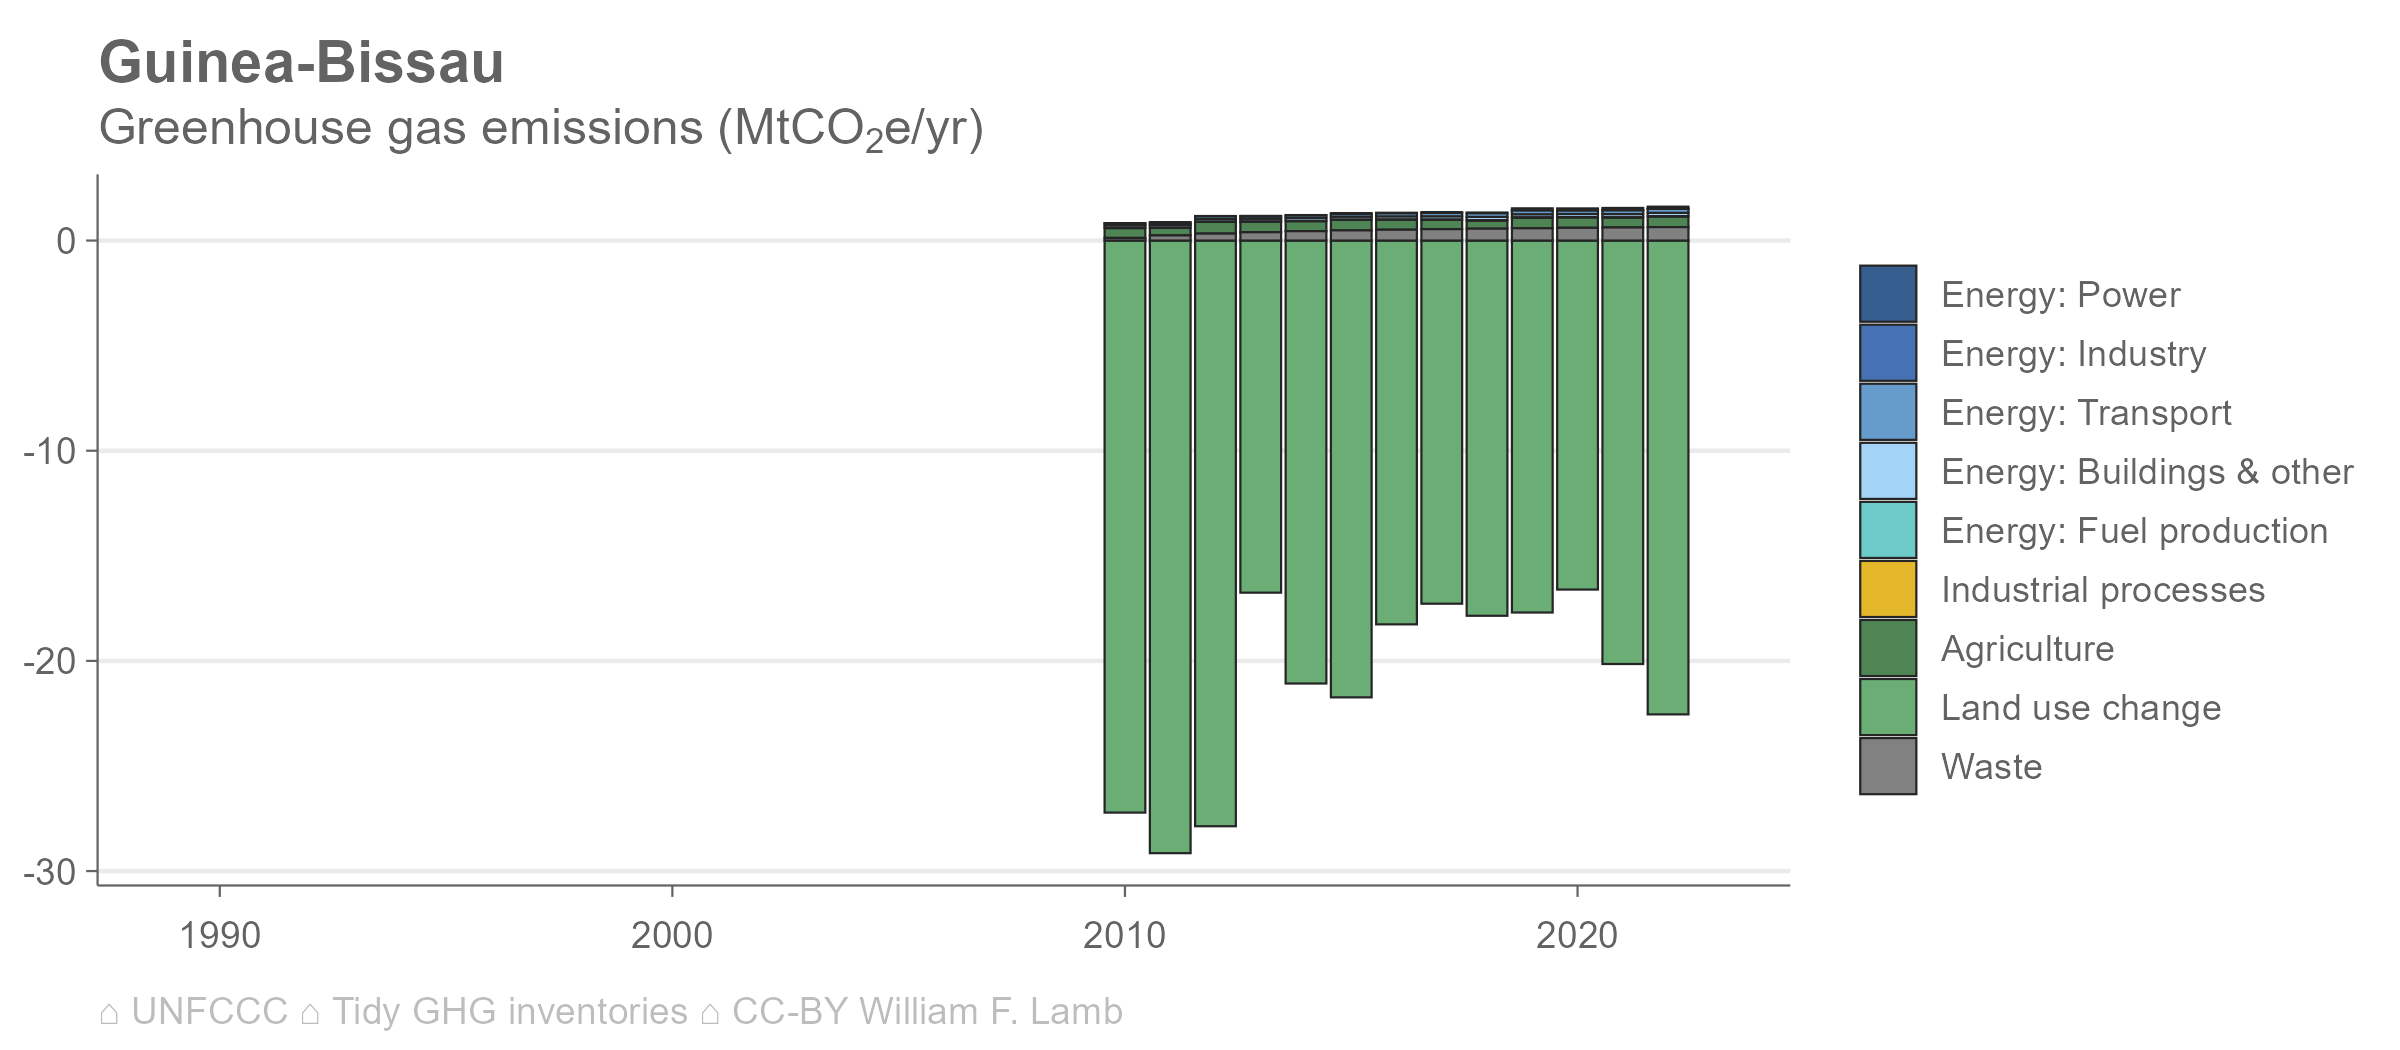 Guinea-Bissau
Greenhouse gas emissions (MtCO₂e/yr)
0
-10
-20
-30
1990
2000
2010
2020
Energy: Power
Energy: Industry
Energy: Transport
Energy: Buildings & other
Energy: Fuel production
Industrial processes
Agriculture
Land use change
Waste
⌂ UNFCCC ⌂ Tidy GHG inventories ⌂ CC-BY William F. Lamb